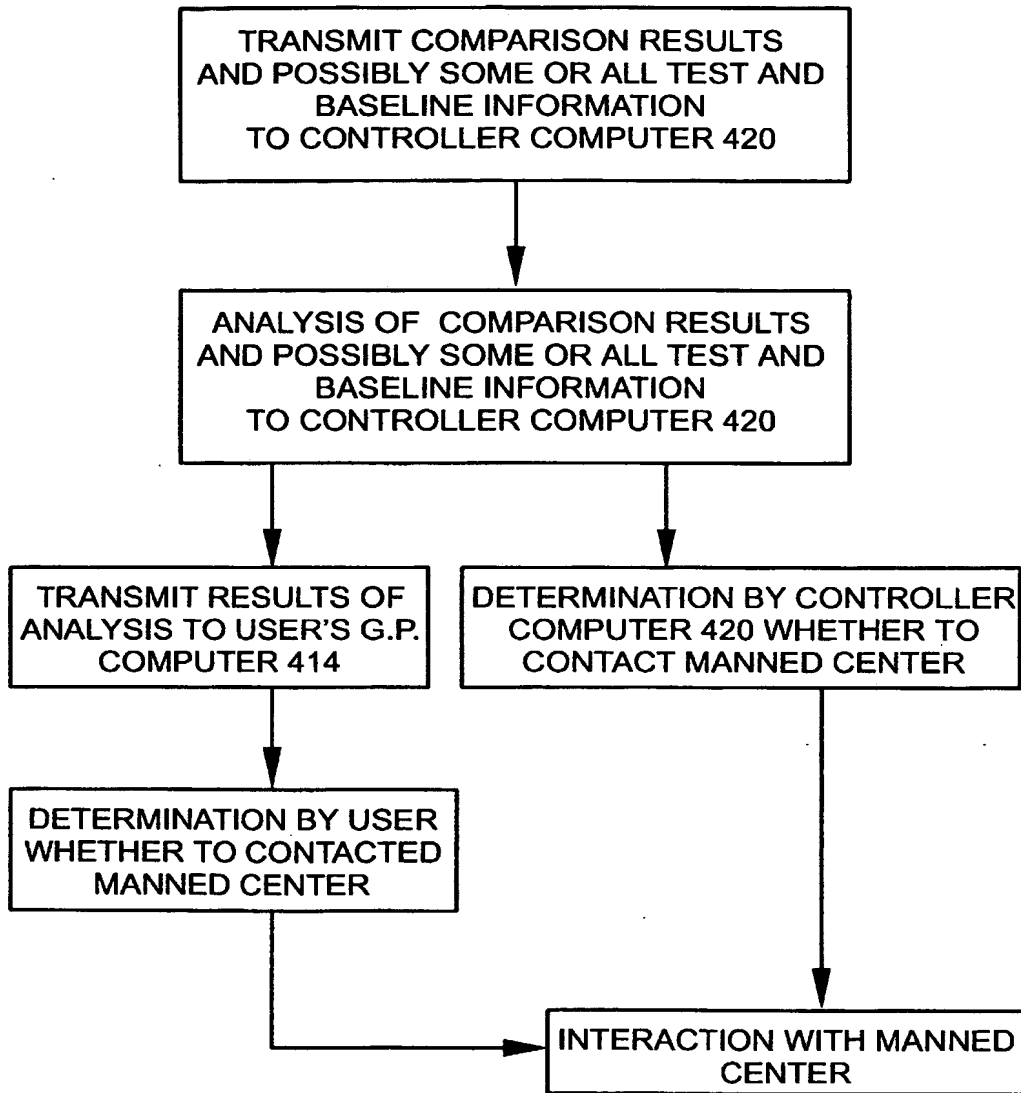 TRANSMIT COMPARISON RESULTS
AND POSSIBLY SOME OR ALL TEST AND
BASELINE INFORMATION
TO CONTROLLER COMPUTER 420
ANALYSIS OF COMPARISON RESULTS
AND POSSIBLY SOME OR ALL TEST AND
BASELINE INFORMATION
TO CONTROLLER COMPUTER 420
TRANSMIT RESULTS OF
ANALYSIS TO USER'S G.P.
COMPUTER 414
DETERMINATION BY CONTROLLER
COMPUTER 420 WHETHER TO
CONTACT MANNED CENTER
DETERMINATION BY USER
WHETHER TO CONTACTED
MANNED CENTER
INTERACTION WITH MANNED
CENTER